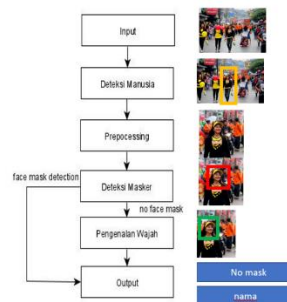 Input
Deteksi Manusia
Prepocessing
face mask detection
Deteksi Masker
no face mask
Pengenalan Wajah
Output
No mask
nama